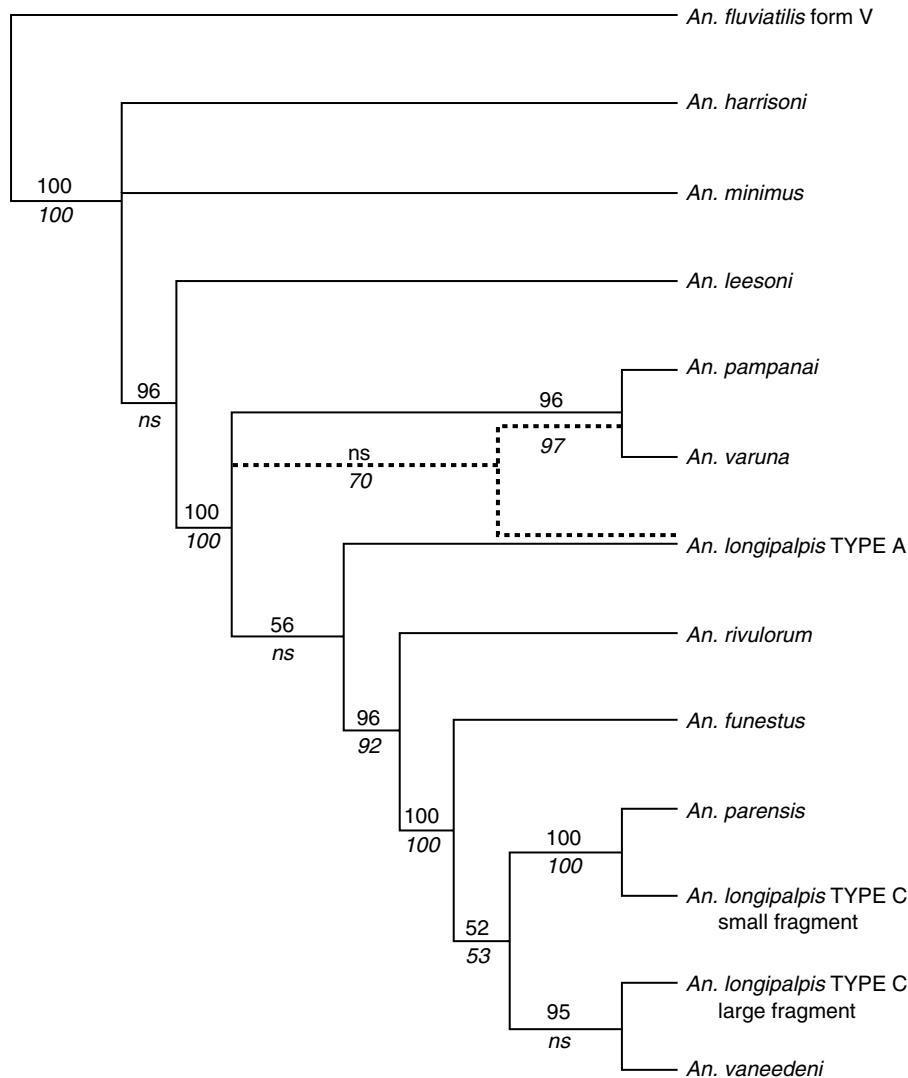 An. fluviatilis form V
An. harrisoni
100
100
An. minimus
An. leesoni
An. pampanai
96
ns
96
97
An. varuna
ns
70
100
100
An. longipalpis TYPE A
56
ns
An. rivulorum
96
92
An. funestus
An. parensis
100
100
100
100
An. longipalpis TYPE C
small fragment
52
53
An. longipalpis TYPE C
large fragment
95
ns
An. vaneedeni